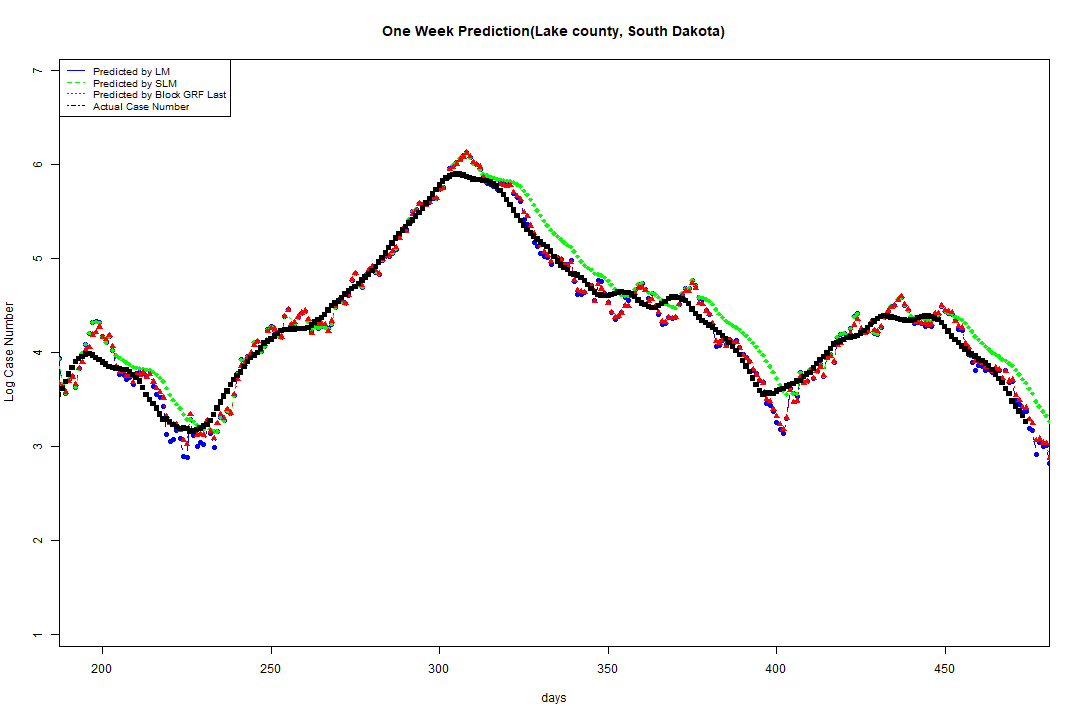 One Week Prediction(Lake county, South Dakota)
Predicted by LM
Predicted by SLM
Predicted by Block GRF Last
Actual Case Number
7
6
5
4
3
2
1
Log Case Number
200 250 300 350 400 450
days